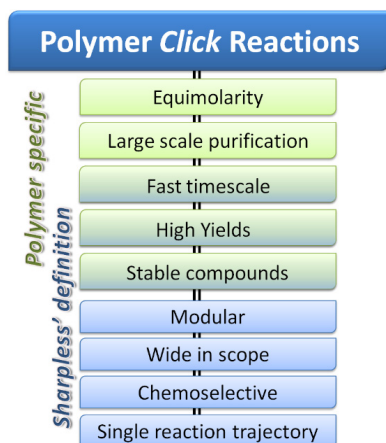 Polymer Click Reactions
Equimolarity
Large scale purification
Fast timescale
High Yields
Stable compounds
Modular
Wide in scope
Chemoselective
Single reaction trajectory
Polymer specific
Sharpless' definition